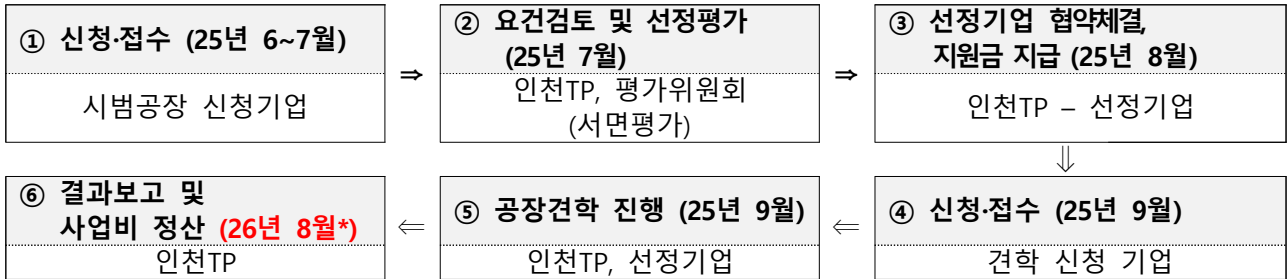 ① 신청·접수 (25년 6~7월)
시범공장 신청기업
⇒
② 요건검토 및 선정평가
(25년 7월)
인천TP, 평가위원회
(서면평가)
⇒
③ 선정기업 협약체결,
지원금 지급 (25년 8월)
인천TP – 선정기업
⇓
④ 신청·접수 (25년 9월)
견학 신청 기업
⇐
⑤ 공장견학 진행 (25년 9월)
인천TP, 선정기업
⇐
⑥ 결과보고 및
사업비 정산 (26년 8월*)
인천TP